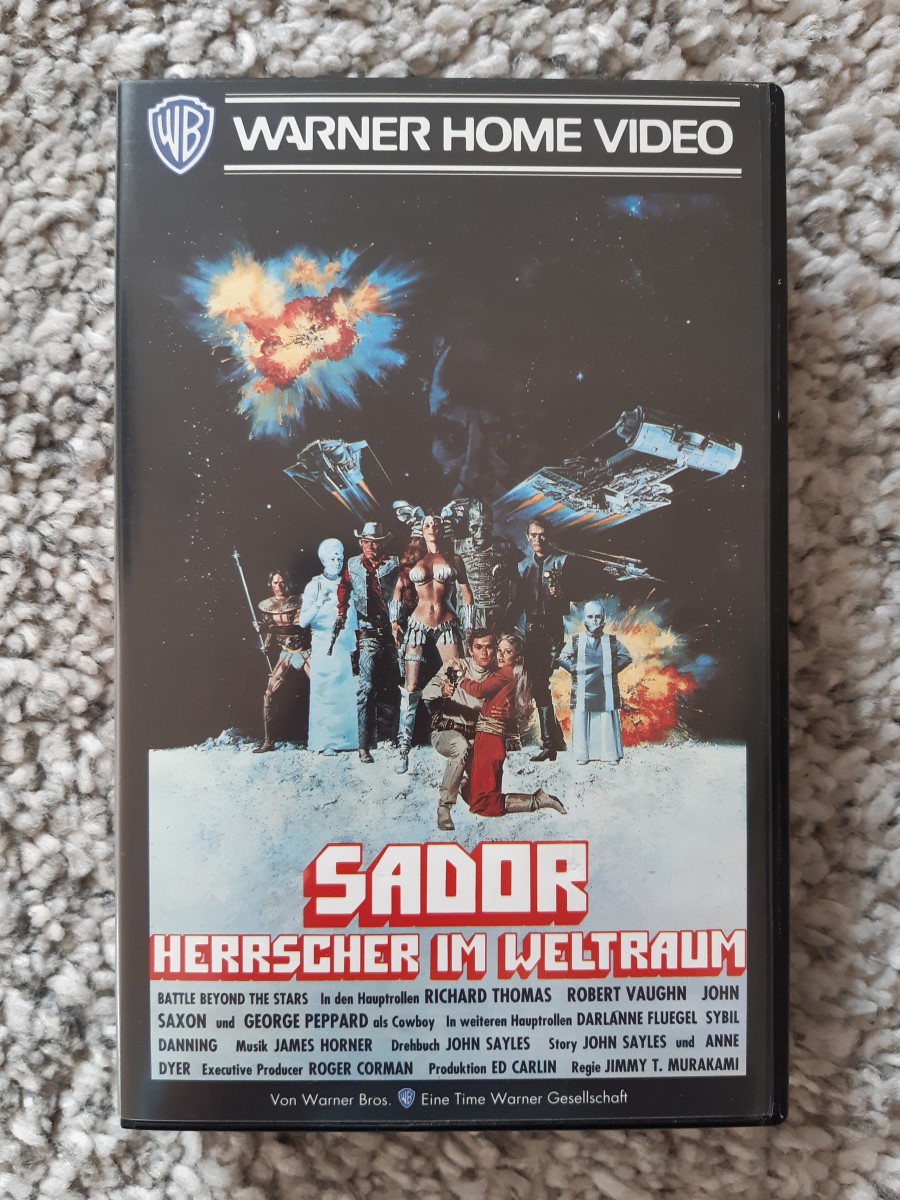 WB WARNER HOME VIDEO
SADOR
HERRSCHER IM WELTRAUM
BATTLE BEYOND THE STARS In den Hauptrollen RICHARD THOMAS ROBERT VAUGHN JOHN
SAXON und GEORGE PEPPARD als Cowboy In weiteren Hauptrollen DARLANNE FLUEGEL SYBIL
DANNING Musik JAMES HORNER Drehbuch JOHN SAYLES Story JOHN SAYLES und ANNE
DYER Executive Producer ROGER CORMAN Produktion ED CARLIN Regie JIMMY T. MURAKAMI
Von Warner Bros. WB Eine Time Warner Gesellschaft